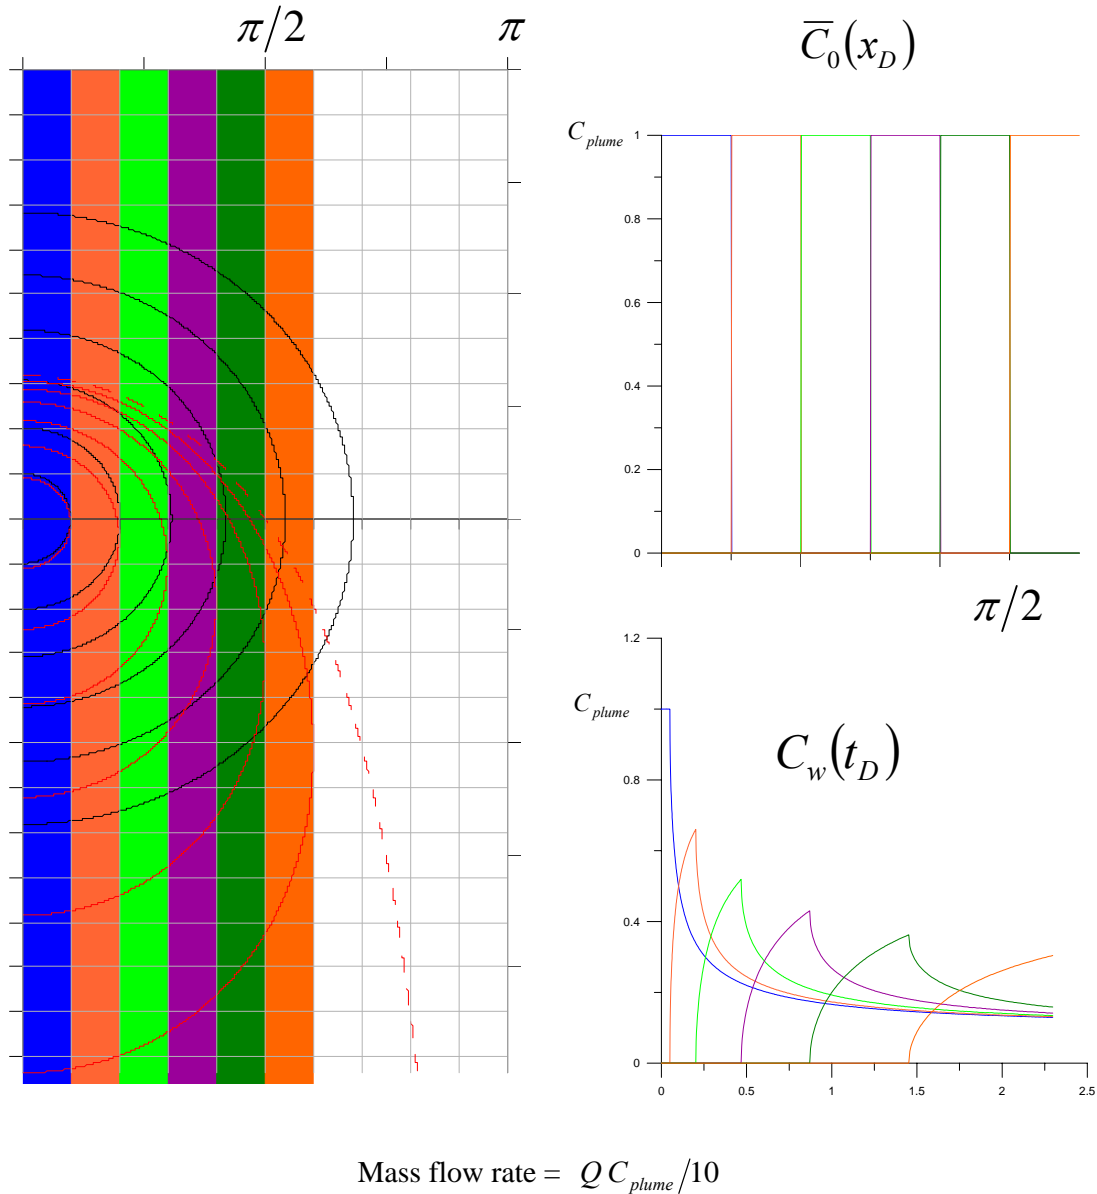 π/2
π
C̅₀(x_D)
C_plume
1
0.8
0.6
0.4
0.2
0
π/2
1.2
C_plume
0.8
0.4
0
C_w(t_D)
0 0.5 1 1.5 2 2.5
Mass flow rate = Q C_plume/10